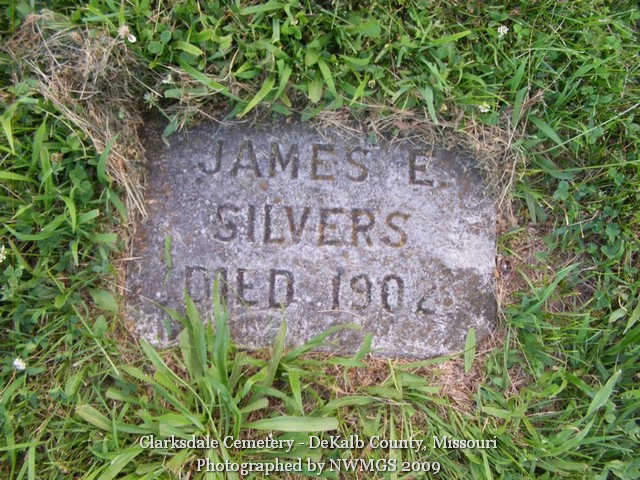 JAMES E.
SILVERS
DIED 1902
Clarksdale Cemetery - DeKalb County, Missouri
Photographed by NWMGS 2009